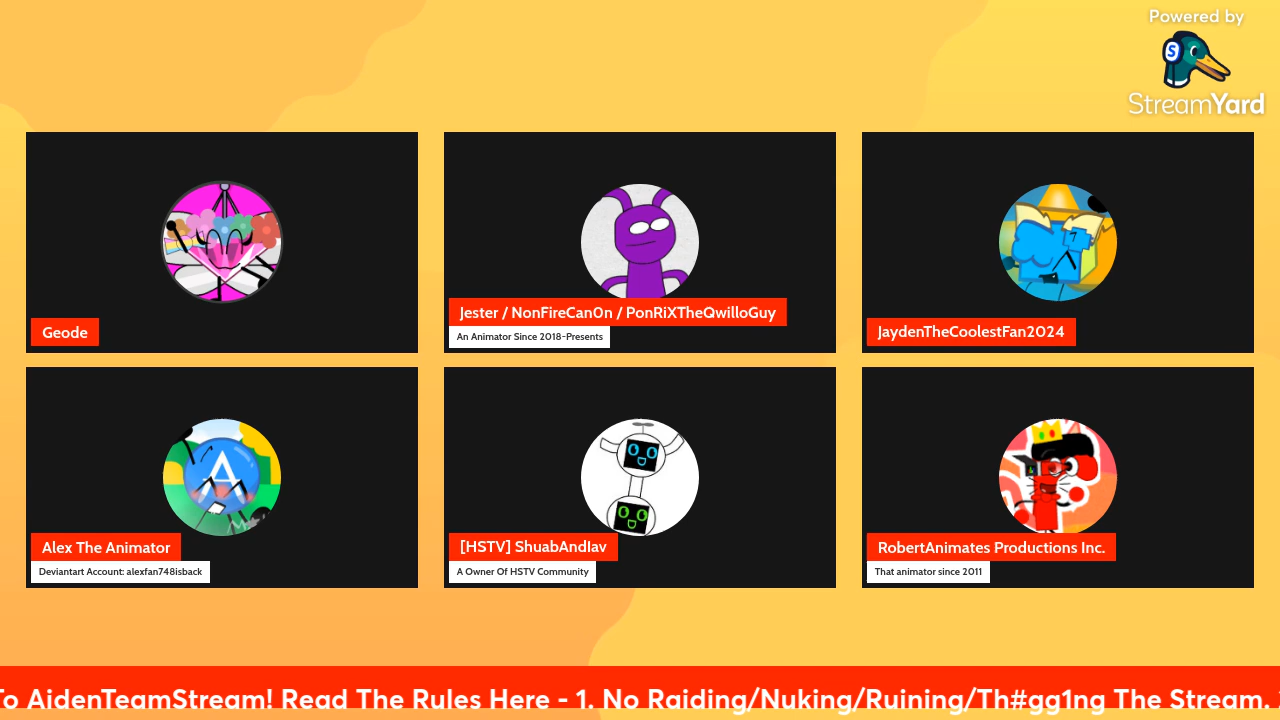 Powered by
StreamYard
Geode
Jester / NonFireCan0n / PonRiXTheQwilloGuy
An Animator Since 2018-Presents
JaydenTheCoolestFan2024
Alex The Animator
Deviantart Account: alexfan748isback
[HSTV] ShuabAndIav
A Owner Of HSTV Community
RobertAnimates Productions Inc.
That animator since 2011
To AidenTeamStream! Read The Rules Here - 1. No Raiding/Nuking/Ruining/Th#gg1ng The Stream.